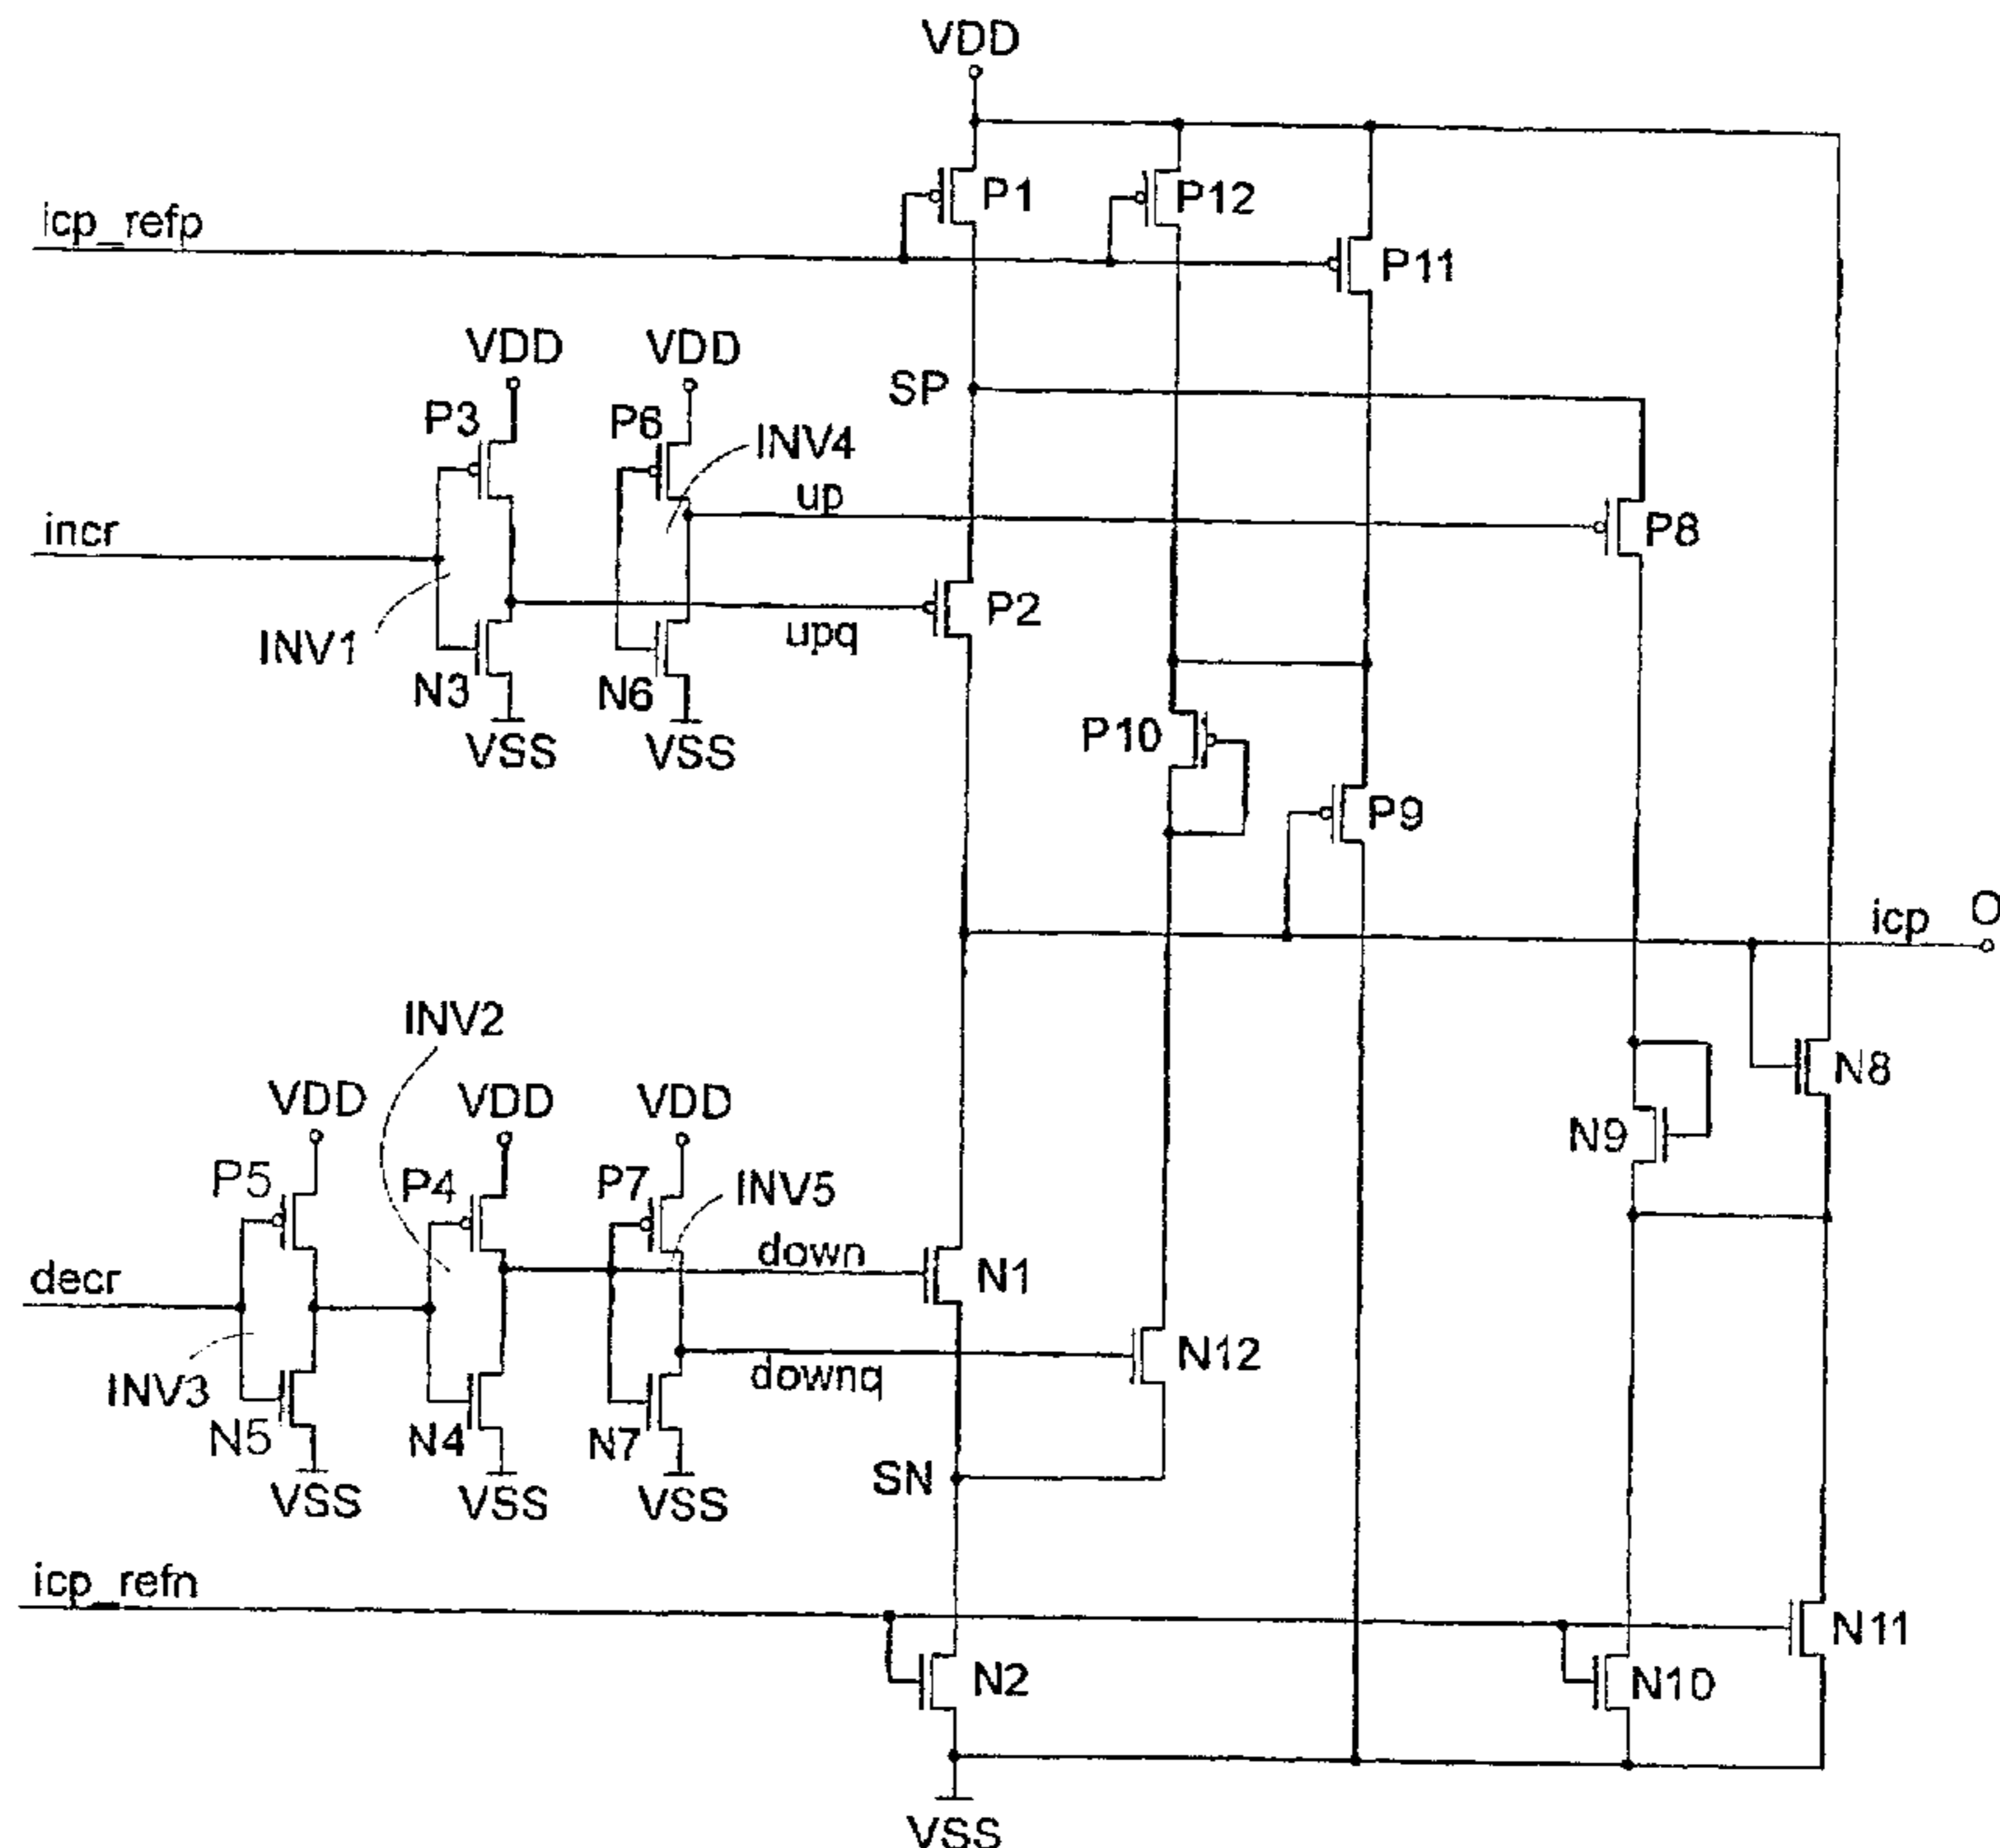 VDD
P1
P12
icp_refp
P11
VDD
VDD
SP
P3
P6
INV4
up
incr
P8
P2
upq
INV1
N3
N6
VSS
VSS
P10
P9
icp
O
INV2
N8
VDD
VDD
VDD
N9
P5
P4
P7
INV5
down
N1
decr
N12
downq
INV3
N5
N4
N7
SN
VSS
VSS
VSS
icp_refn
N11
N2
N10
VSS